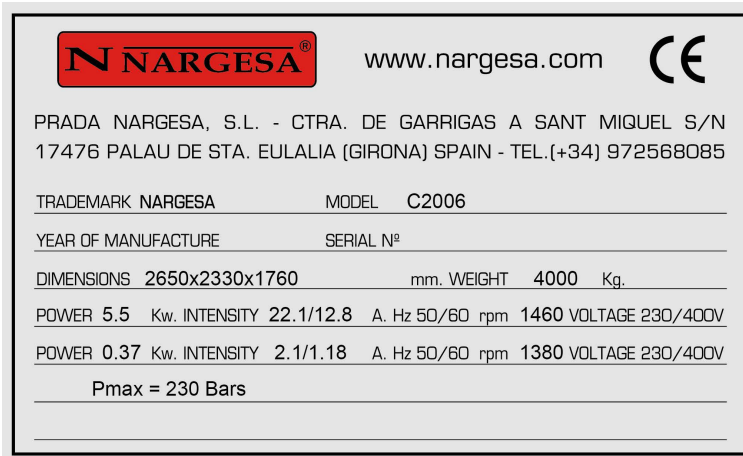 N NARGESA® www.nargesa.com CE
PRADA NARGESA, S.L. - CTRA. DE GARRIGAS A SANT MIQUEL S/N
17476 PALAU DE STA. EULALIA (GIRONA) SPAIN - TEL.(+34) 972568085
TRADEMARK NARGESA MODEL C2006
YEAR OF MANUFACTURE SERIAL Nº
DIMENSIONS 2650x2330x1760 mm. WEIGHT 4000 Kg.
POWER 5.5 Kw. INTENSITY 22.1/12.8 A. Hz 50/60 rpm 1460 VOLTAGE 230/400V
POWER 0.37 Kw. INTENSITY 2.1/1.18 A. Hz 50/60 rpm 1380 VOLTAGE 230/400V
Pmax = 230 Bars